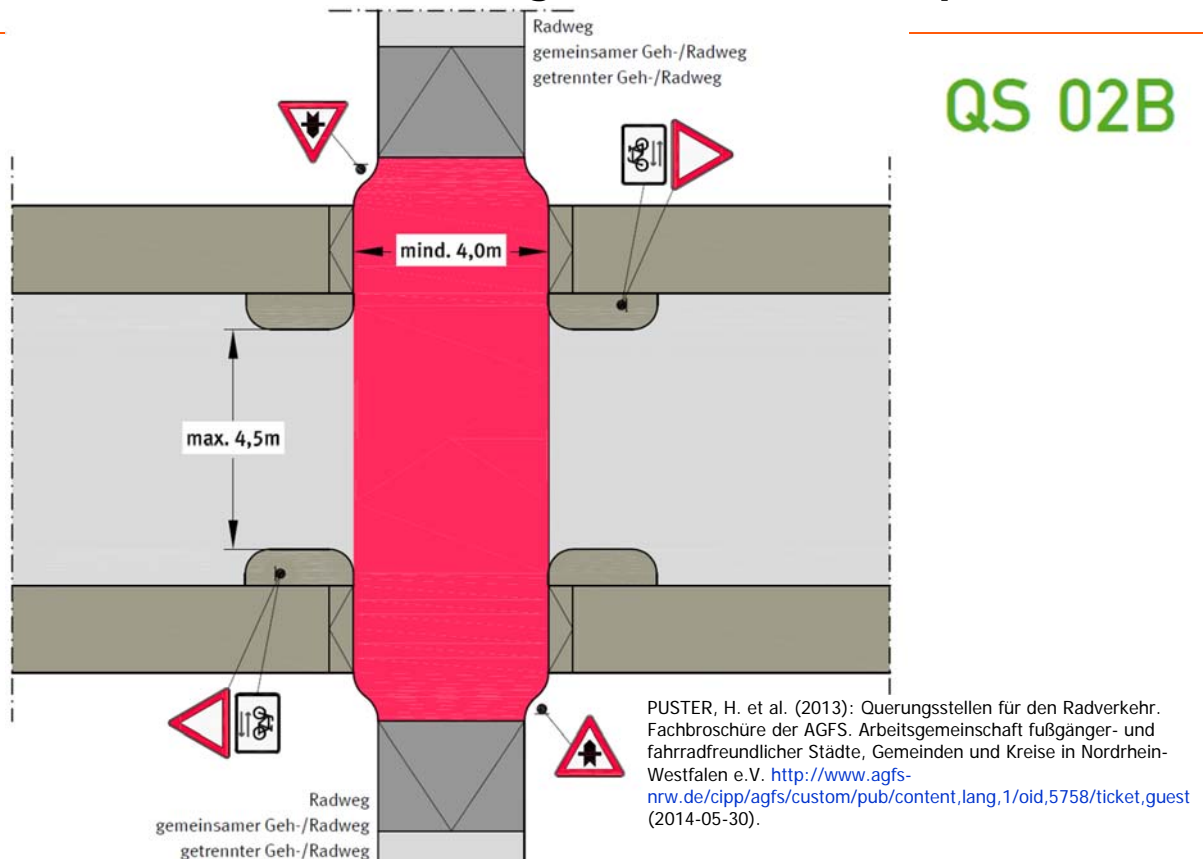 Radweg
gemeinsamer Geh-/Radweg
getrennter Geh-/Radweg
QS 02B
mind. 4,0m
max. 4,5m
PUSTER, H. et al. (2013): Querungsstellen für den Radverkehr.
Fachbroschüre der AGFS. Arbeitsgemeinschaft fußgänger- und
fahrradfreundlicher Städte, Gemeinden und Kreise in Nordrhein-
Westfalen e.V. http://www.agfs-
nrw.de/cipp/agfs/custom/pub/content,lang,1/oid,5758/ticket,guest
(2014-05-30).
Radweg
gemeinsamer Geh-/Radweg
getrennter Geh-/Radweg